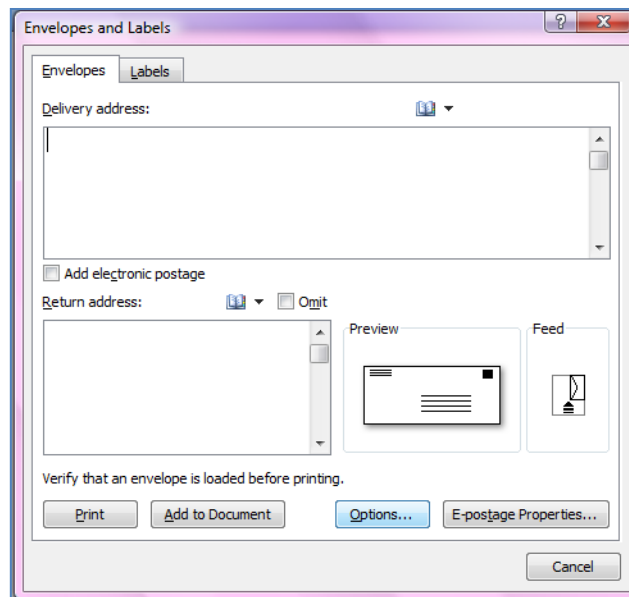 Envelopes and Labels
Envelopes Labels
Delivery address:
Add electronic postage
Return address: Omit
Preview Feed
Verify that an envelope is loaded before printing.
Print Add to Document Options... E-postage Properties...
Cancel